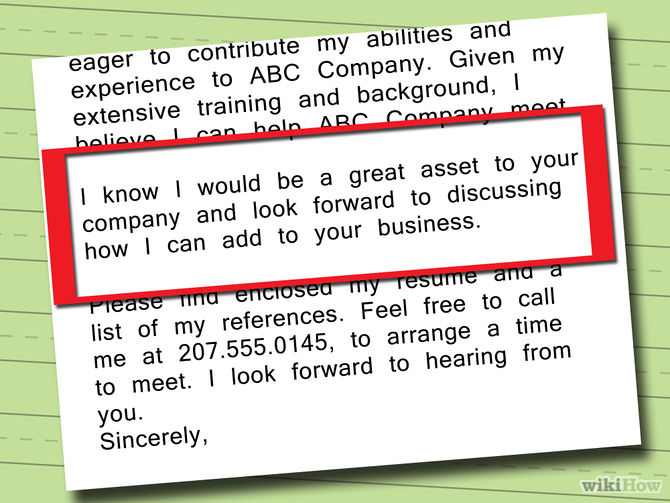 eager to contribute my abilities and
experience to ABC Company. Given my
extensive training and background, I
believe I can help ABC Company meet
I know I would be a great asset to your
company and look forward to discussing
how I can add to your business.
Please find enclosed my resume and a
list of my references. Feel free to call
me at 207.555.0145, to arrange a time
to meet. I look forward to hearing from
you.
Sincerely,
wikiHow